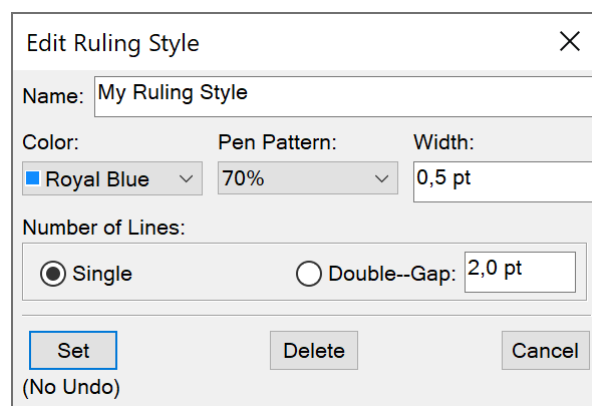 Edit Ruling Style
Name: My Ruling Style
Color: Pen Pattern: Width:
Royal Blue 70% 0,5 pt
Number of Lines:
Single Double--Gap: 2,0 pt
Set Delete Cancel
(No Undo)